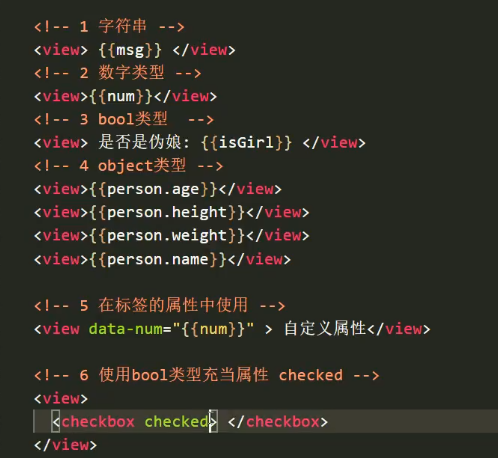 <!-- 1 字符串 -->
<view> {{msg}} </view>
<!-- 2 数字类型 -->
<view>{{num}}</view>
<!-- 3 bool类型  -->
<view> 是否是伪娘: {{isGirl}} </view>
<!-- 4 object类型 -->
<view>{{person.age}}</view>
<view>{{person.height}}</view>
<view>{{person.weight}}</view>
<view>{{person.name}}</view>
<!-- 5 在标签的属性中使用 -->
<view data-num="{{num}}" > 自定义属性</view>
<!-- 6 使用bool类型充当属性 checked -->
<view>
  <checkbox checked> </checkbox>
</view>